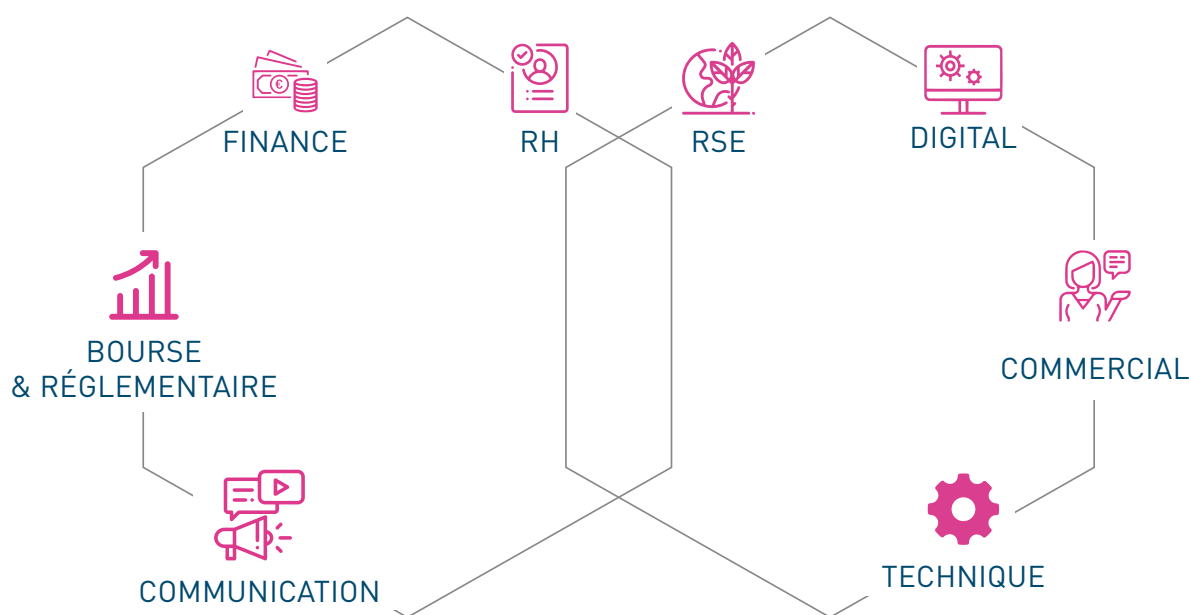 FINANCE
RH
RSE
DIGITAL
BOURSE
& RÉGLEMENTAIRE
COMMERCIAL
COMMUNICATION
TECHNIQUE